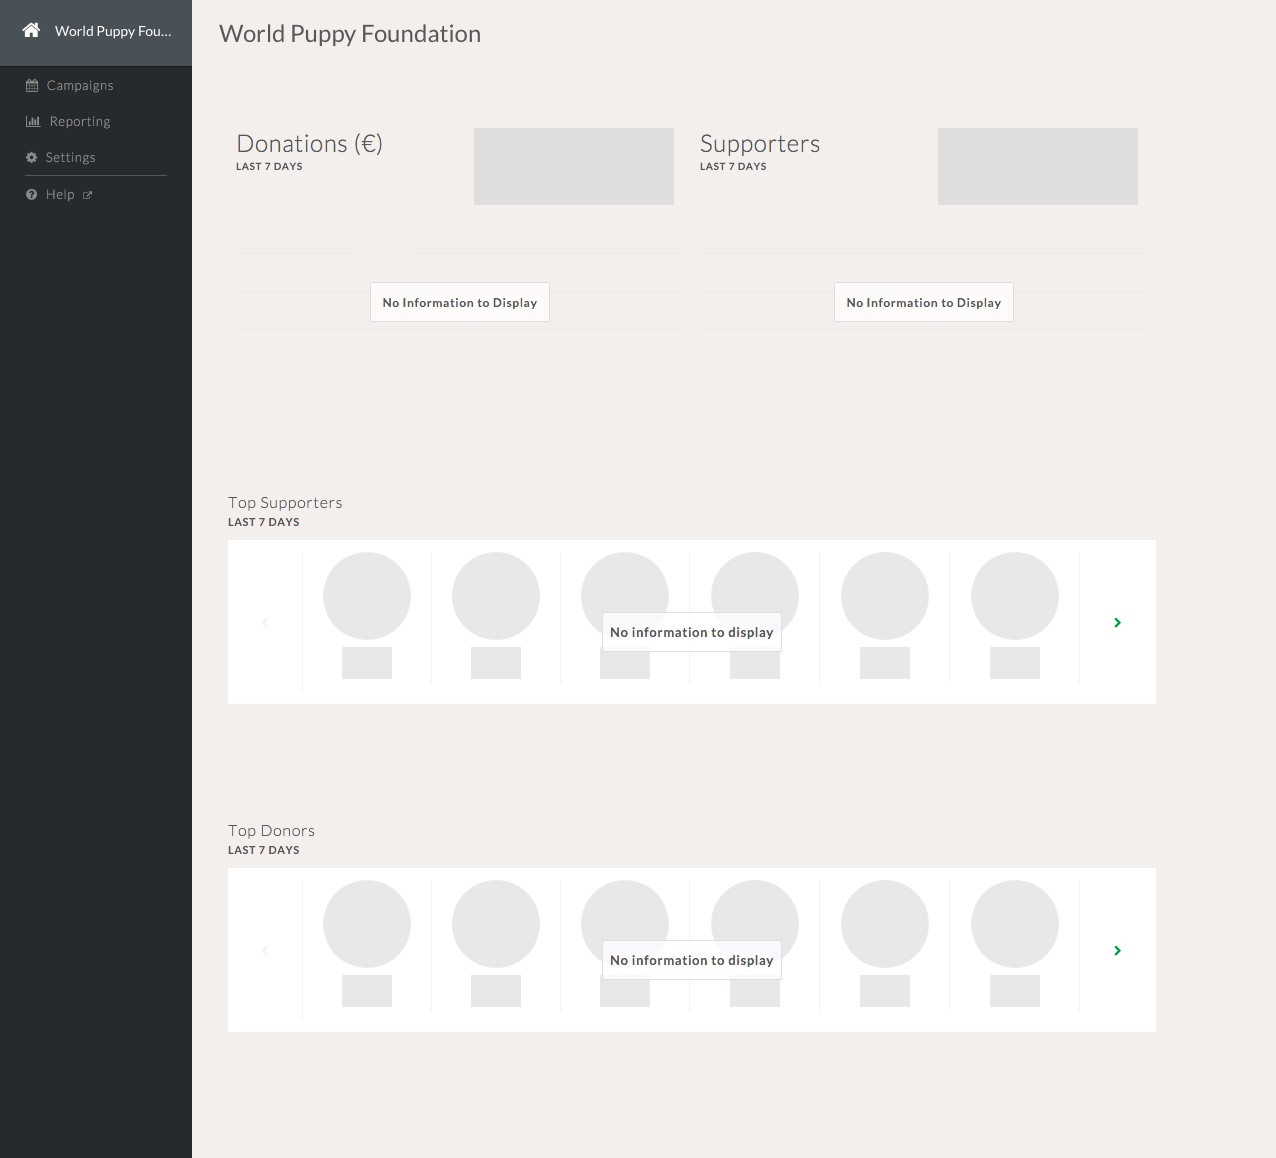 World Puppy Fou...
World Puppy Foundation
Campaigns
Reporting
Settings
Help
Donations (€)
LAST 7 DAYS
Supporters
LAST 7 DAYS
No Information to Display
No Information to Display
Top Supporters
LAST 7 DAYS
No information to display
Top Donors
LAST 7 DAYS
No information to display